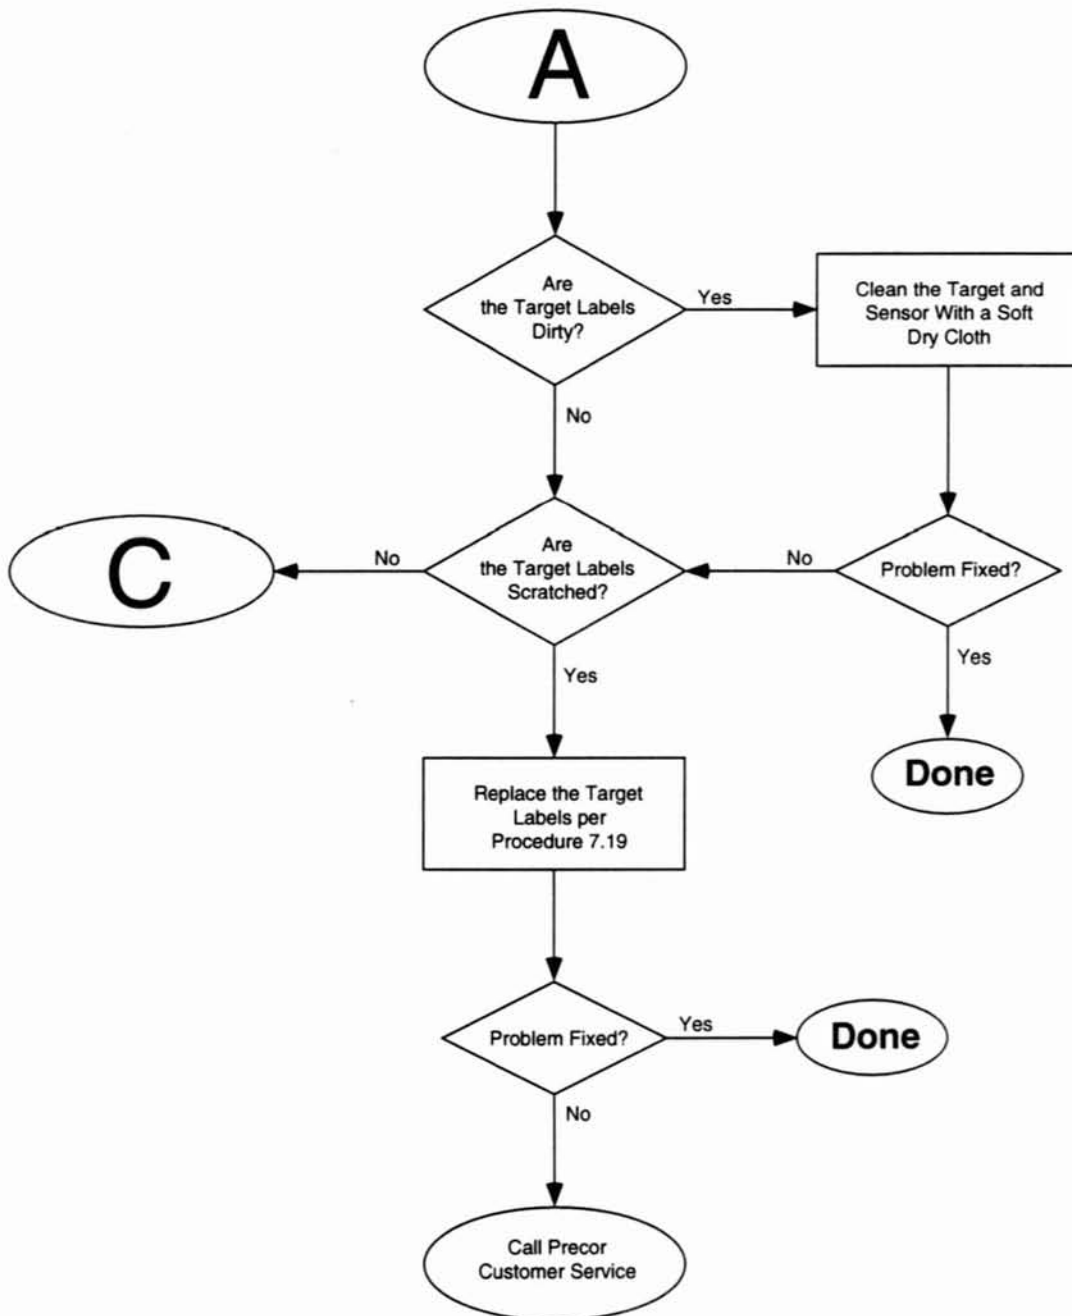 A
Are
the Target Labels
Dirty?
Yes
Clean the Target and
Sensor With a Soft
Dry Cloth
No
C
No
Are
the Target Labels
Scratched?
No
Problem Fixed?
Yes
Yes
Done
Replace the Target
Labels per
Procedure 7.19
Problem Fixed?
Yes
Done
No
Call Precor
Customer Service